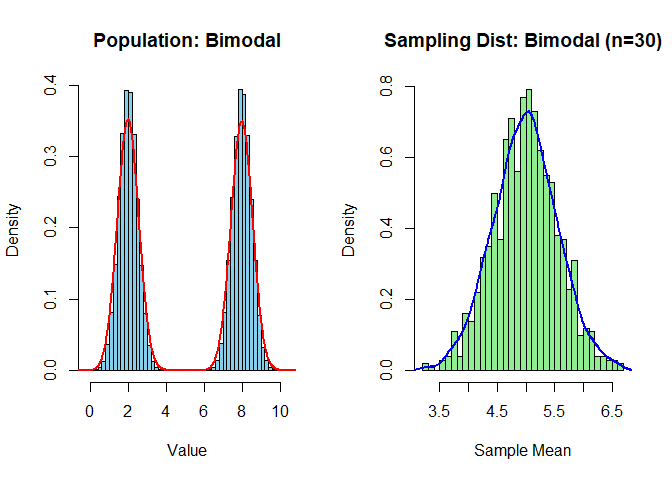 Population: Bimodal
Density
0.0 0.1 0.2 0.3 0.4
0 2 4 6 8 10
Value
Sampling Dist: Bimodal (n=30)
Density
0.0 0.2 0.4 0.6 0.8
3.5 4.5 5.5 6.5
Sample Mean